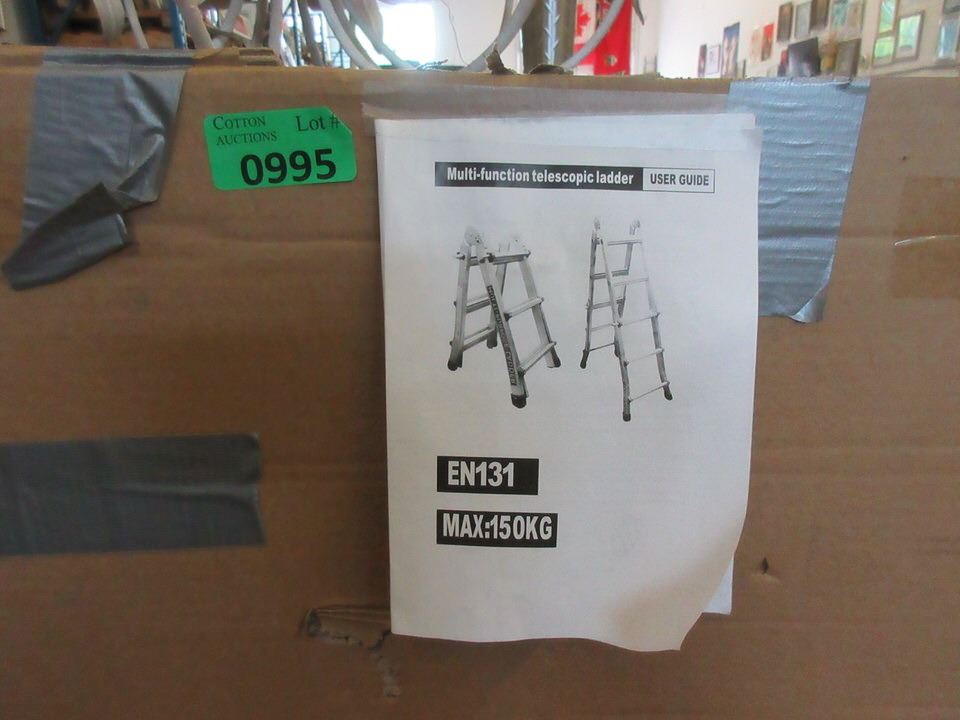 COTTON AUCTIONS Lot #
0995
Multi-function telescopic ladder USER GUIDE
EN131
MAX:150KG